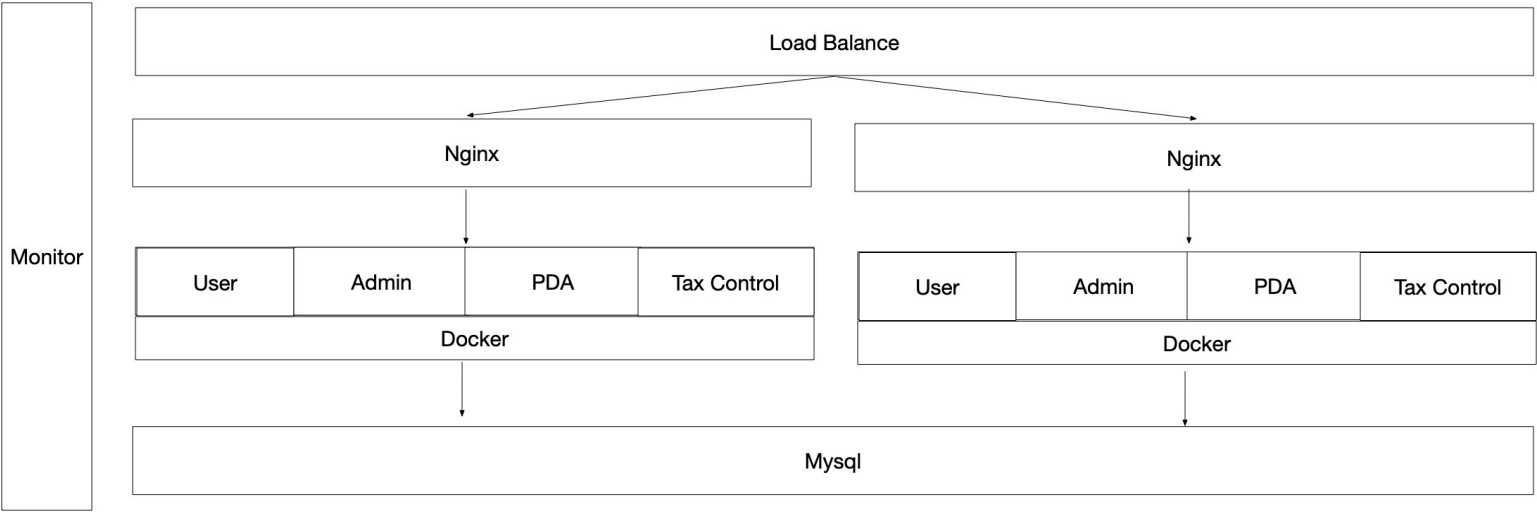 Load Balance
Nginx
Nginx
Monitor
User Admin PDA Tax Control
User Admin PDA Tax Control
Docker
Docker
Mysql